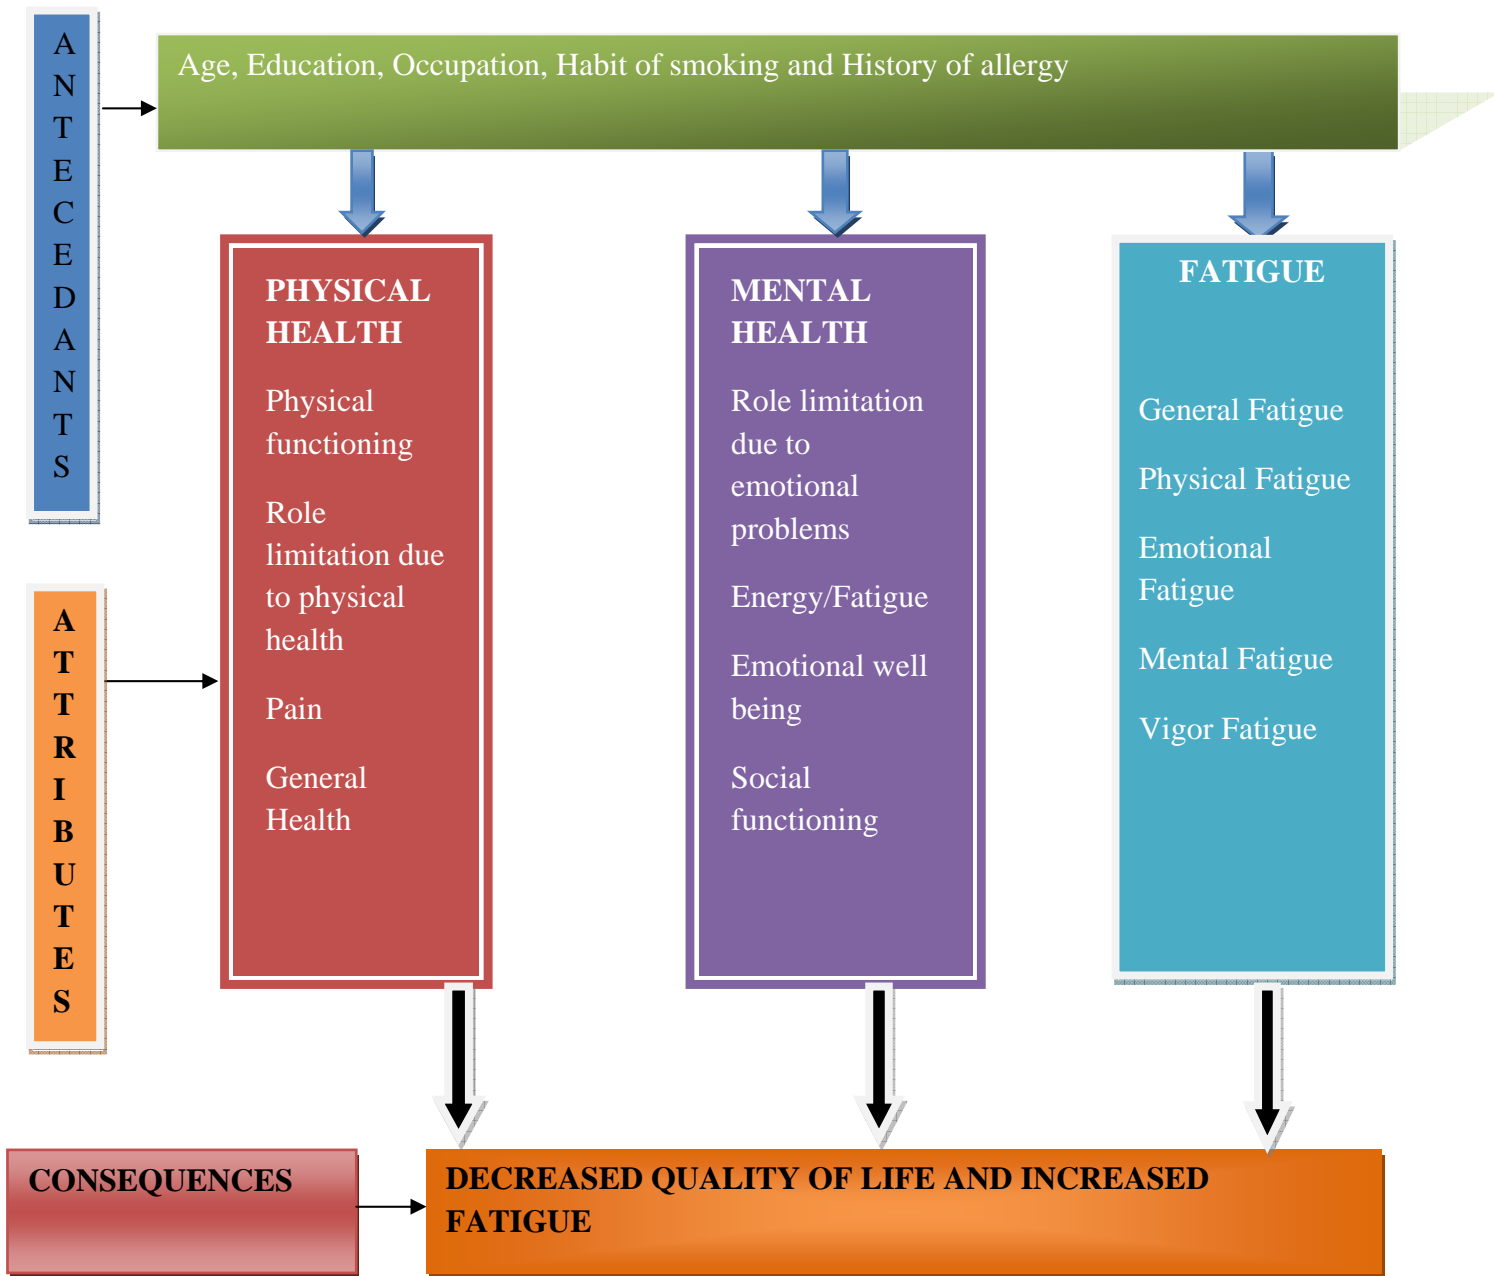 ANTECEDANTS
Age, Education, Occupation, Habit of smoking and History of allergy
PHYSICAL
HEALTH
Physical
functioning
Role
limitation due
to physical
health
Pain
General
Health
MENTAL
HEALTH
Role limitation
due to
emotional
problems
Energy/Fatigue
Emotional well
being
Social
functioning
FATIGUE
General Fatigue
Physical Fatigue
Emotional
Fatigue
Mental Fatigue
Vigor Fatigue
ATTRIBUTES
CONSEQUENCES
DECREASED QUALITY OF LIFE AND INCREASED
FATIGUE